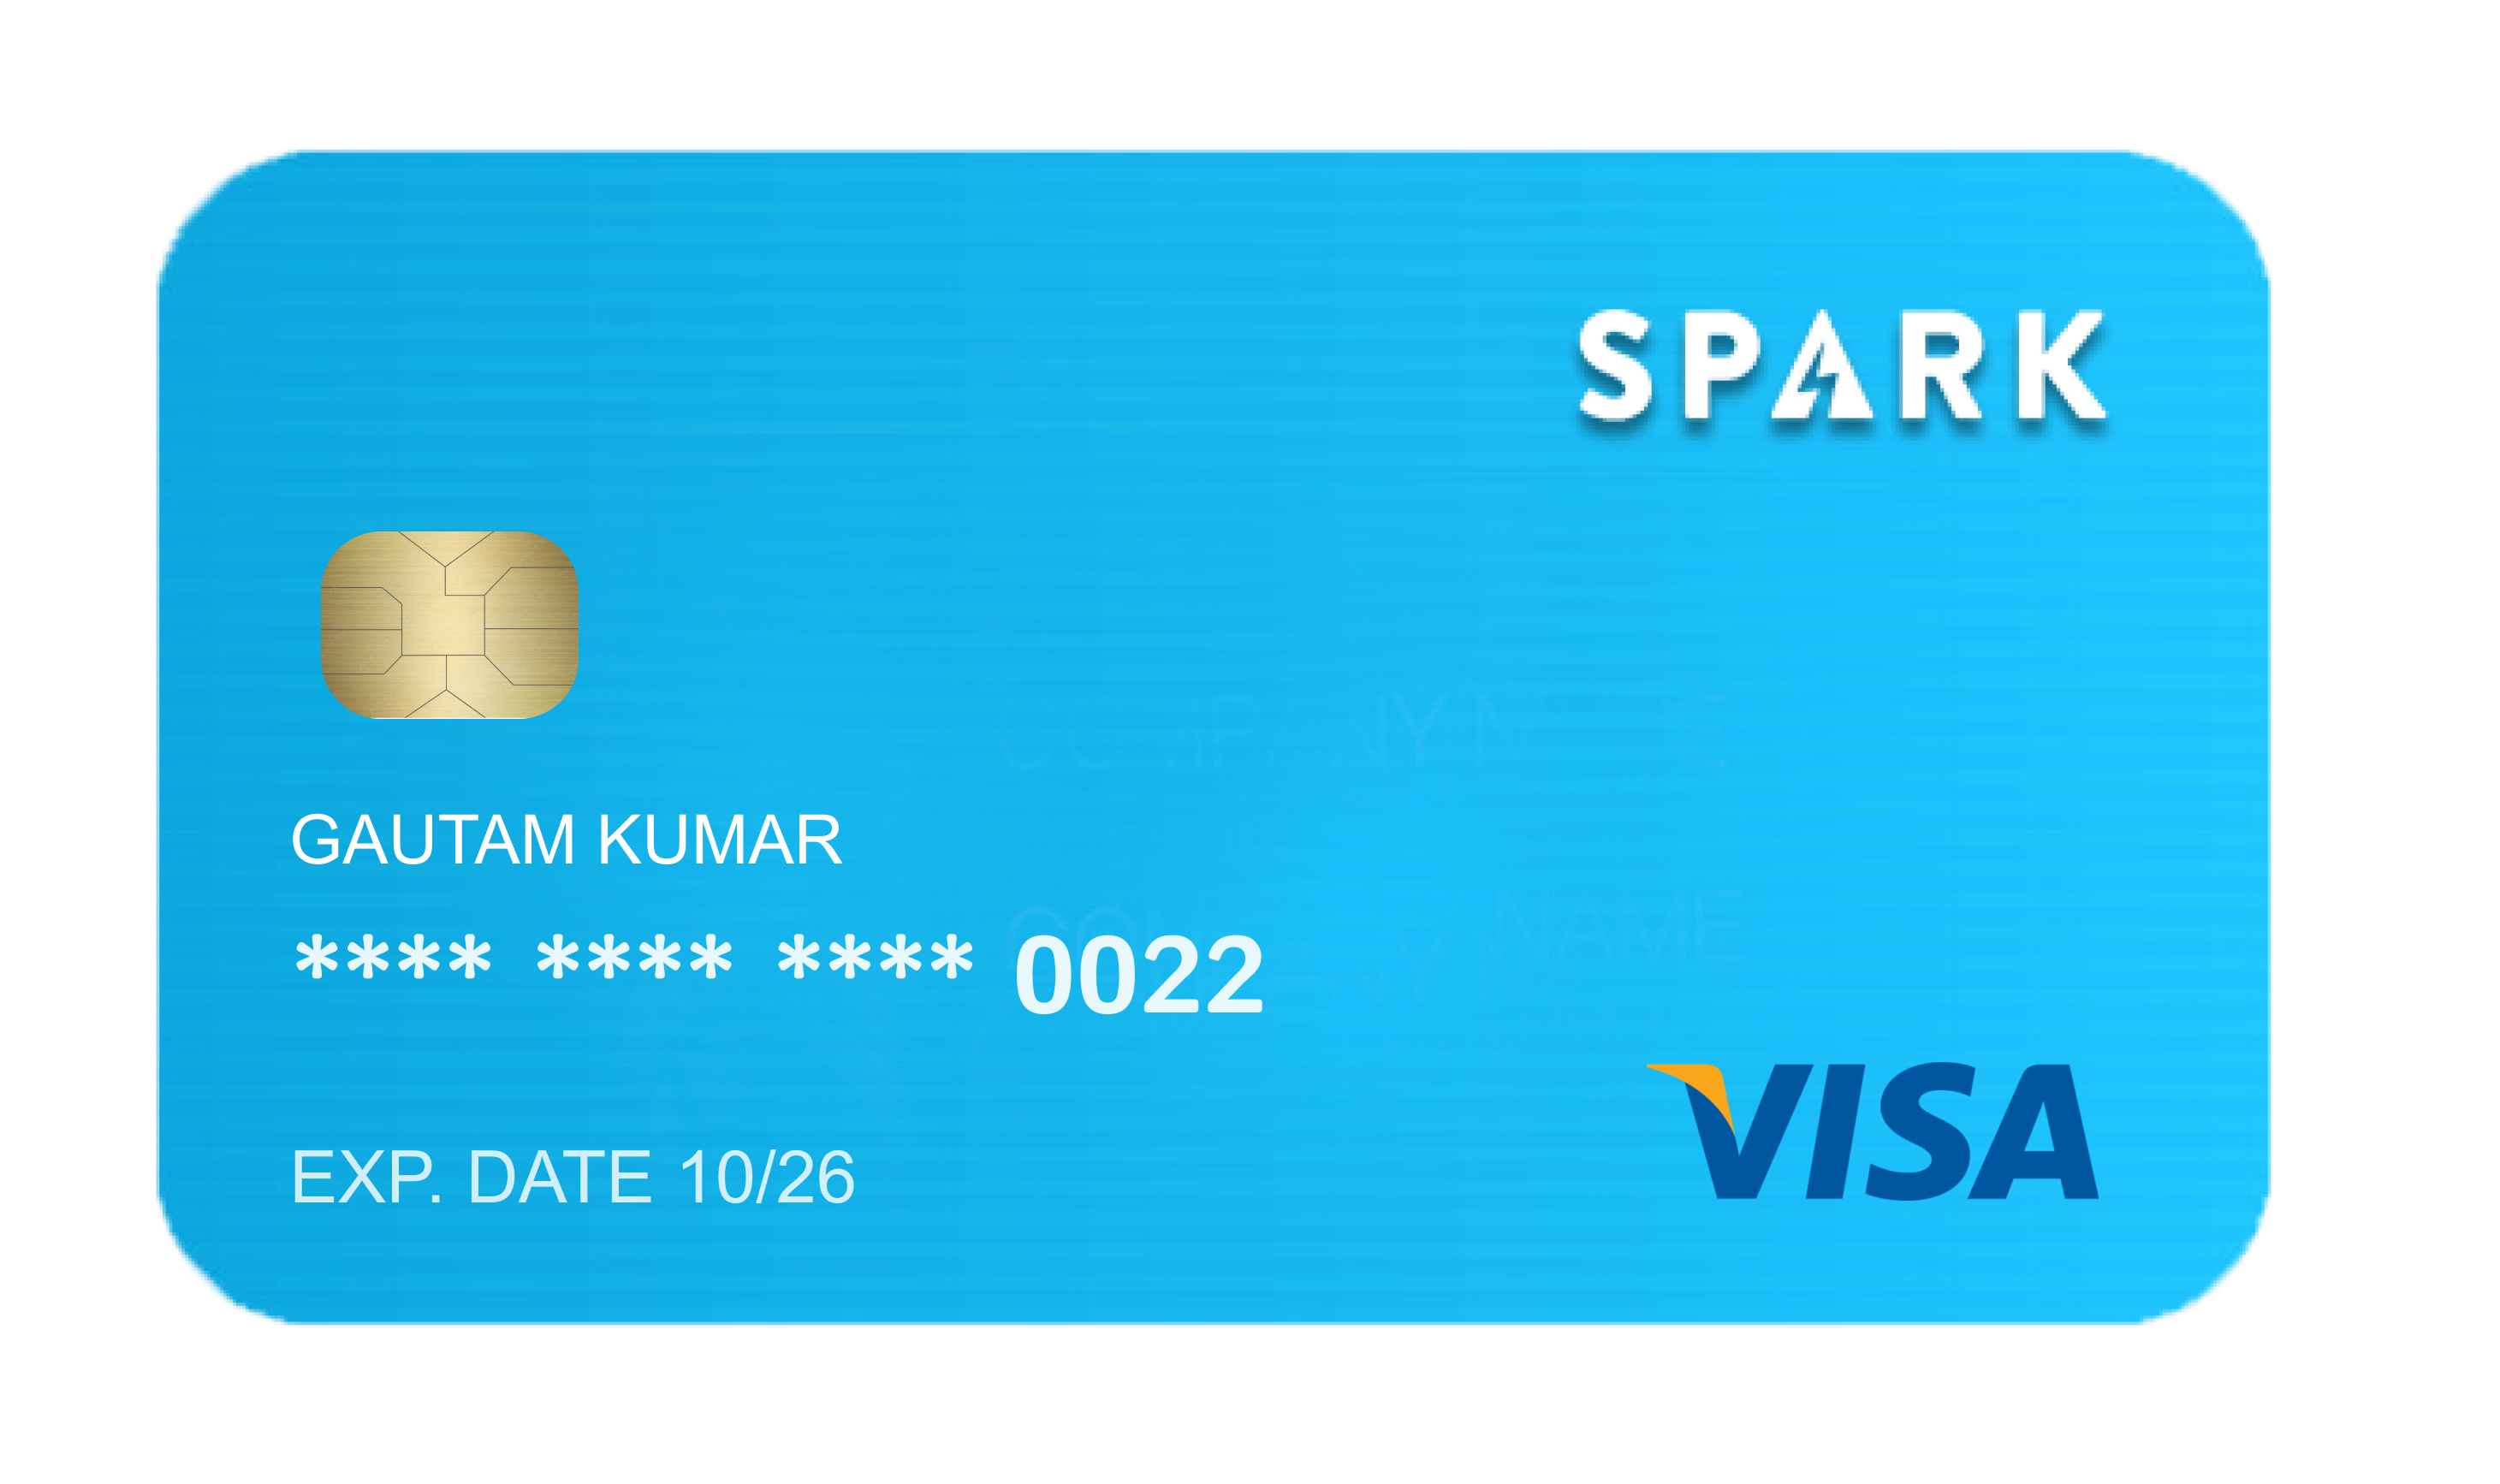 SPARK
GAUTAM KUMAR
**** **** **** 0022
EXP. DATE 10/26
VISA